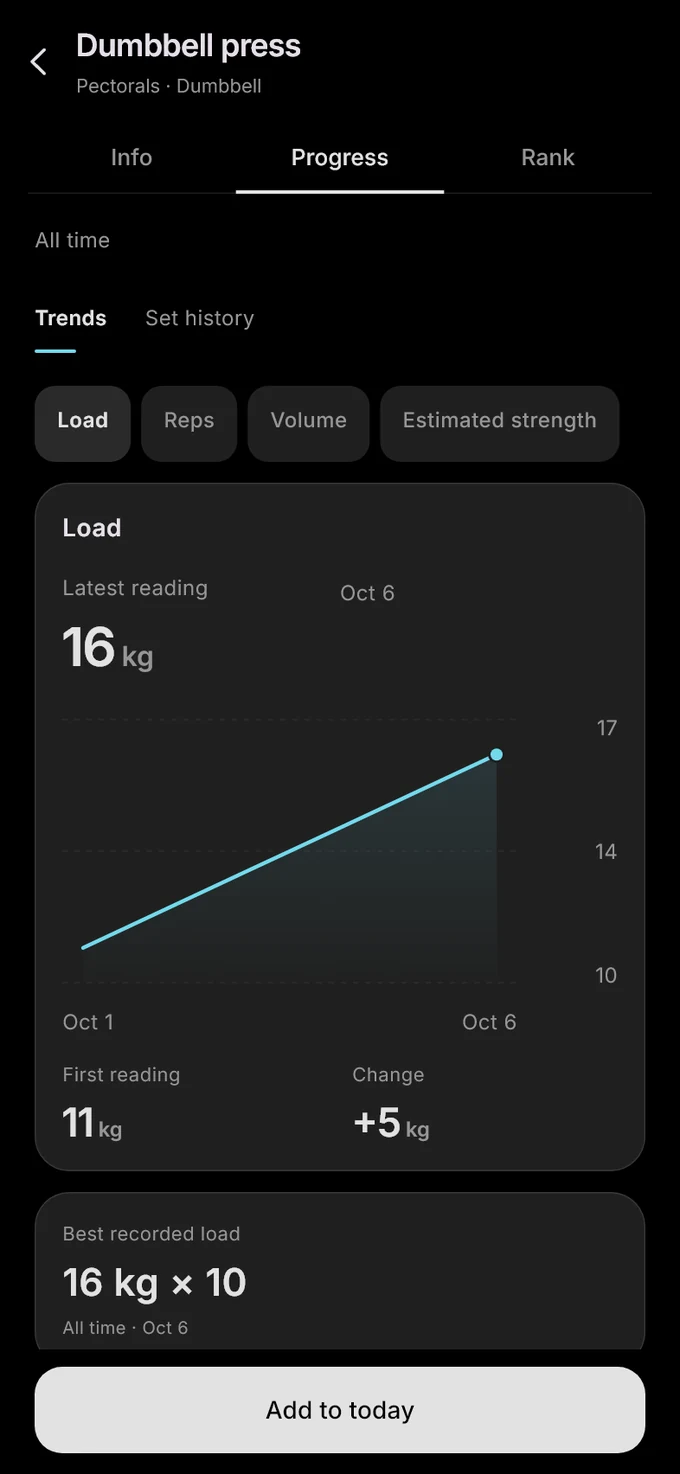 Dumbbell press
Pectorals · Dumbbell
Info Progress Rank
All time
Trends Set history
Load Reps Volume Estimated strength
Load
Latest reading Oct 6
16 kg
17
14
10
Oct 1 Oct 6
First reading Change
11 kg +5 kg
Best recorded load
16 kg × 10
All time · Oct 6
Add to today